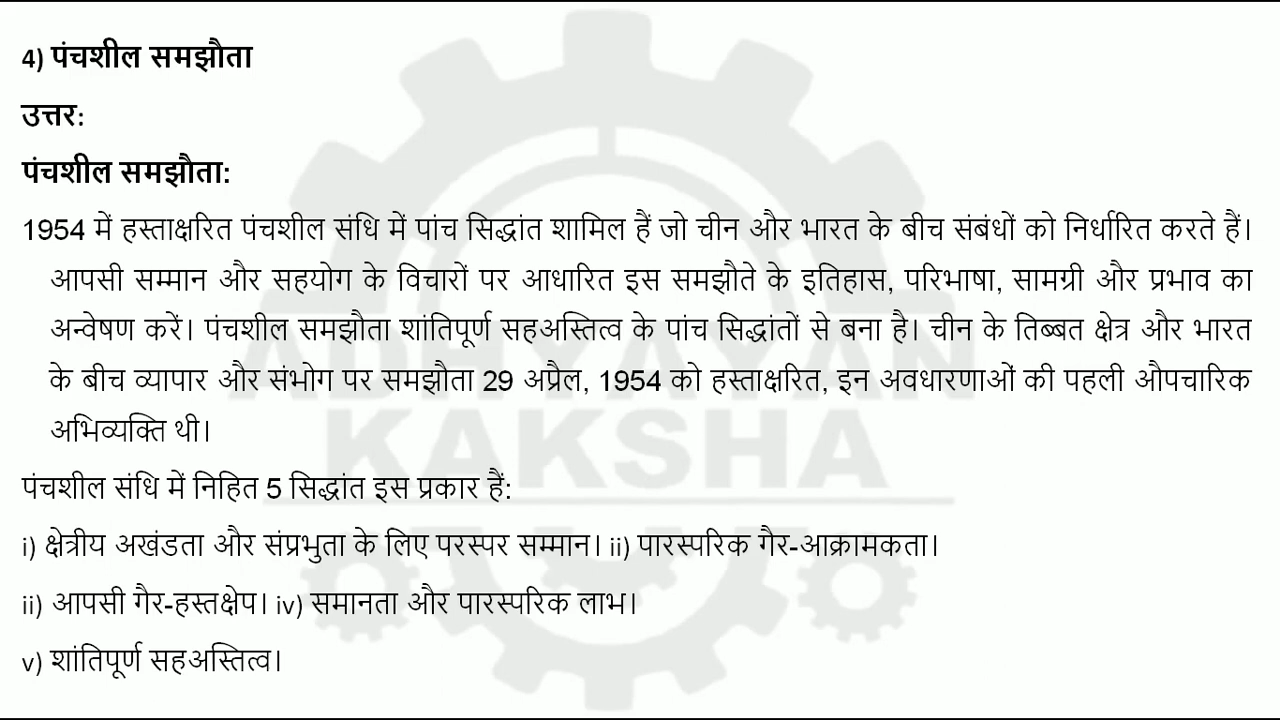 4) पंचशील समझौता
उत्तर:
पंचशील समझौता:
1954 में हस्ताक्षरित पंचशील संधि में पांच सिद्धांत शामिल हैं जो चीन और भारत के बीच संबंधों को निर्धारित करते हैं।
आपसी सम्मान और सहयोग के विचारों पर आधारित इस समझौते के इतिहास, परिभाषा, सामग्री और प्रभाव का
अन्वेषण करें। पंचशील समझौता शांतिपूर्ण सहअस्तित्व के पांच सिद्धांतों से बना है। चीन के तिब्बत क्षेत्र और भारत
के बीच व्यापार और संभोग पर समझौता 29 अप्रैल, 1954 को हस्ताक्षरित, इन अवधारणाओं की पहली औपचारिक
अभिव्यक्ति थी।
पंचशील संधि में निहित 5 सिद्धांत इस प्रकार हैं:
i) क्षेत्रीय अखंडता और संप्रभुता के लिए परस्पर सम्मान। ii) पारस्परिक गैर-आक्रामकता।
ii) आपसी गैर-हस्तक्षेप। iv) समानता और पारस्परिक लाभ।
v) शांतिपूर्ण सहअस्तित्व।
ADHYAYAN
KAKSHA